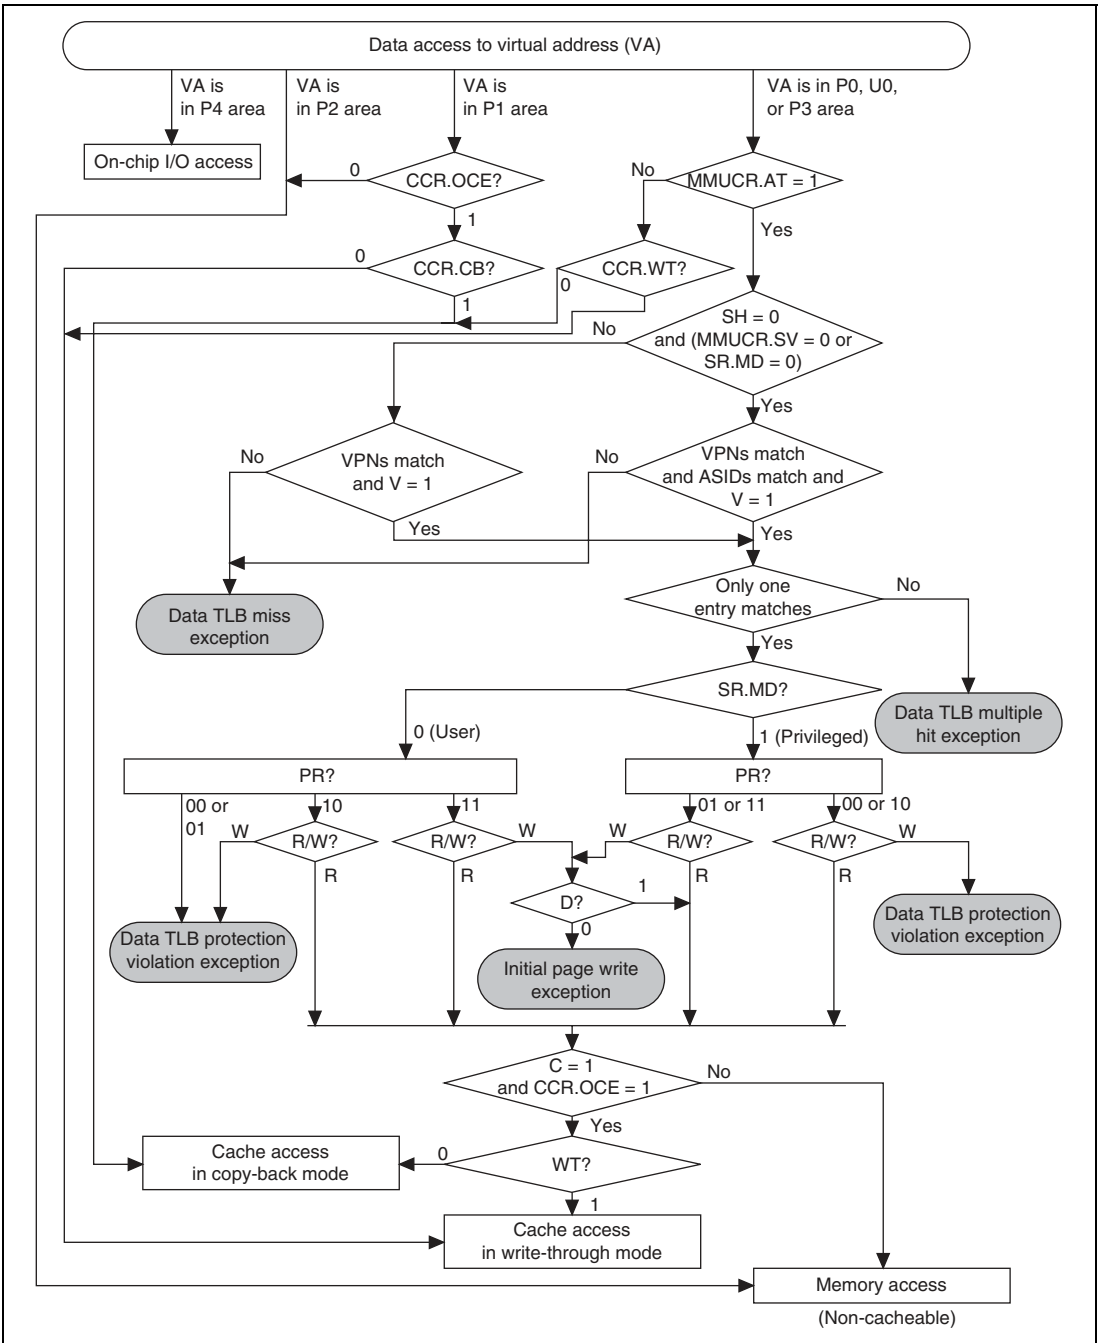 Data access to virtual address (VA)
VA is
in P4 area
VA is
in P2 area
VA is
in P1 area
VA is in P0, U0,
or P3 area
On-chip I/O access
0
CCR.OCE?
No
MMUCR.AT = 1
1
Yes
0
CCR.CB?
CCR.WT?
0
1
SH = 0
and (MMUCR.SV = 0 or
SR.MD = 0)
No
Yes
No
VPNs match
and V = 1
No
VPNs match
and ASIDs match and
V = 1
Yes
Yes
Only one
entry matches
No
Data TLB miss
exception
Yes
SR.MD?
Data TLB multiple
hit exception
0 (User)
1 (Privileged)
PR?
PR?
00 or
01
10
11
01 or 11
00 or 10
W
R/W?
R/W?
W
W
R/W?
R/W?
W
R
R
R
R
D?
1
0
Data TLB protection
violation exception
Initial page write
exception
Data TLB protection
violation exception
C = 1
and CCR.OCE = 1
No
Yes
Cache access
in copy-back mode
0
WT?
1
Cache access
in write-through mode
Memory access
(Non-cacheable)